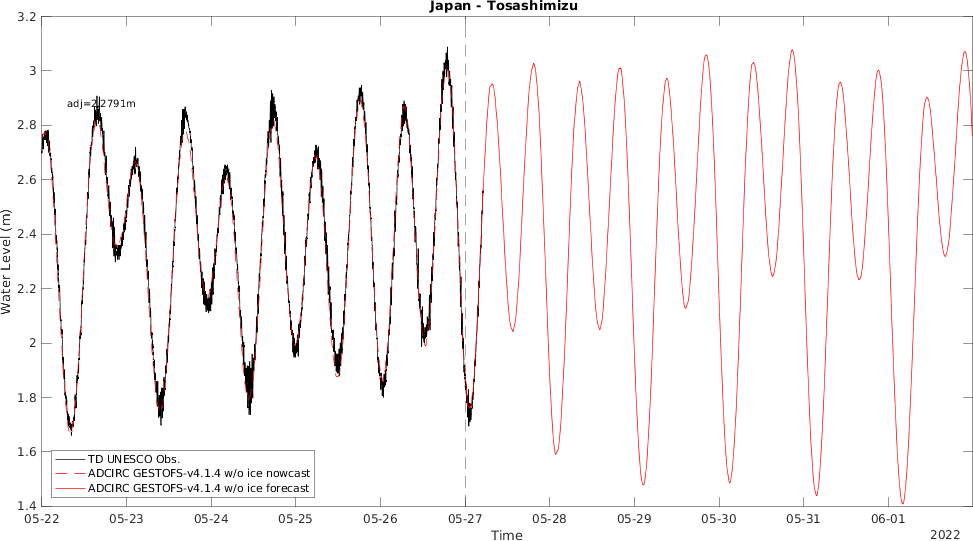 Japan - Tosashimizu
3.2
3
2.8
2.6
2.4
2.2
2
1.8
1.6
1.4
Water Level (m)
adj=2.2791m
TD UNESCO Obs.
ADCIRC GESTOFS-v4.1.4 w/o ice nowcast
ADCIRC GESTOFS-v4.1.4 w/o ice forecast
05-22 05-23 05-24 05-25 05-26 05-27 05-28 05-29 05-30 05-31 06-01
Time
2022